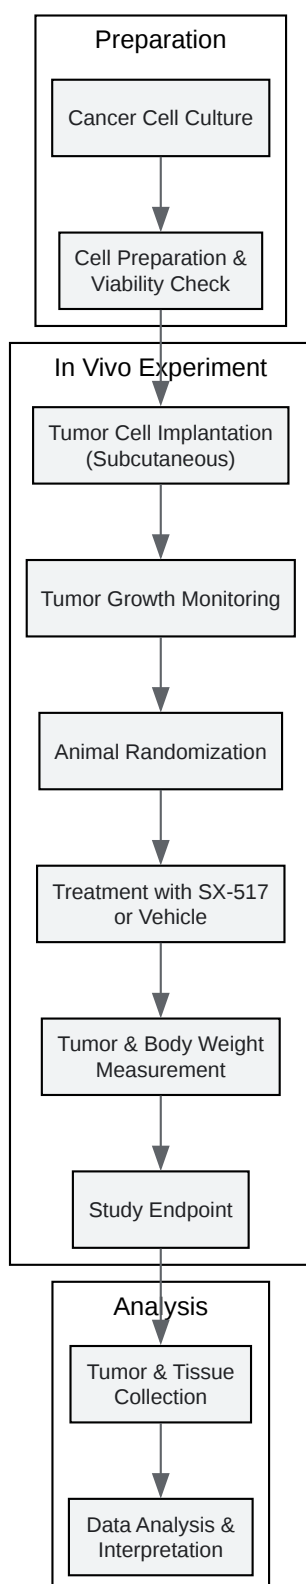 Preparation
Cancer Cell Culture
Cell Preparation &
Viability Check
In Vivo Experiment
Tumor Cell Implantation
(Subcutaneous)
Tumor Growth Monitoring
Animal Randomization
Treatment with SX-517
or Vehicle
Tumor & Body Weight
Measurement
Study Endpoint
Analysis
Tumor & Tissue
Collection
Data Analysis &
Interpretation